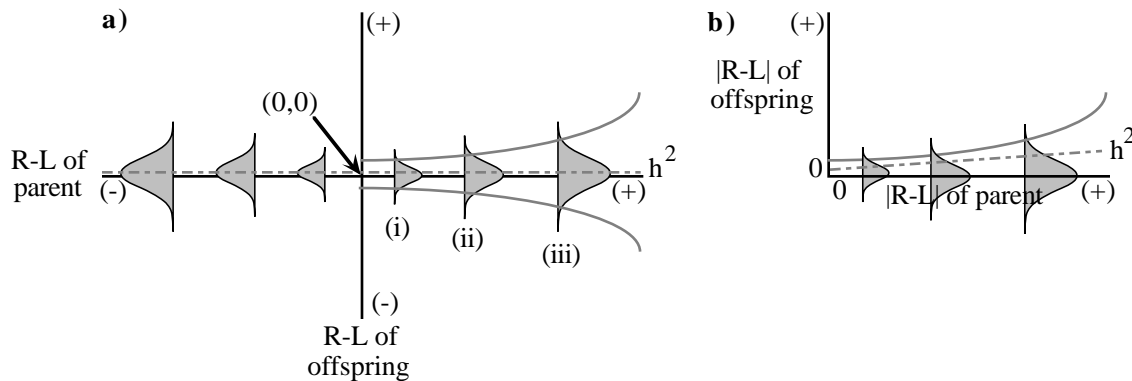 a)
(+)
(0,0)
R-L of
parent
(-)
(+)
h²
(i)
(ii)
(iii)
(-)
R-L of
offspring
b)
(+)
|R-L| of
offspring
0
0
|R-L| of parent
(+)
h²